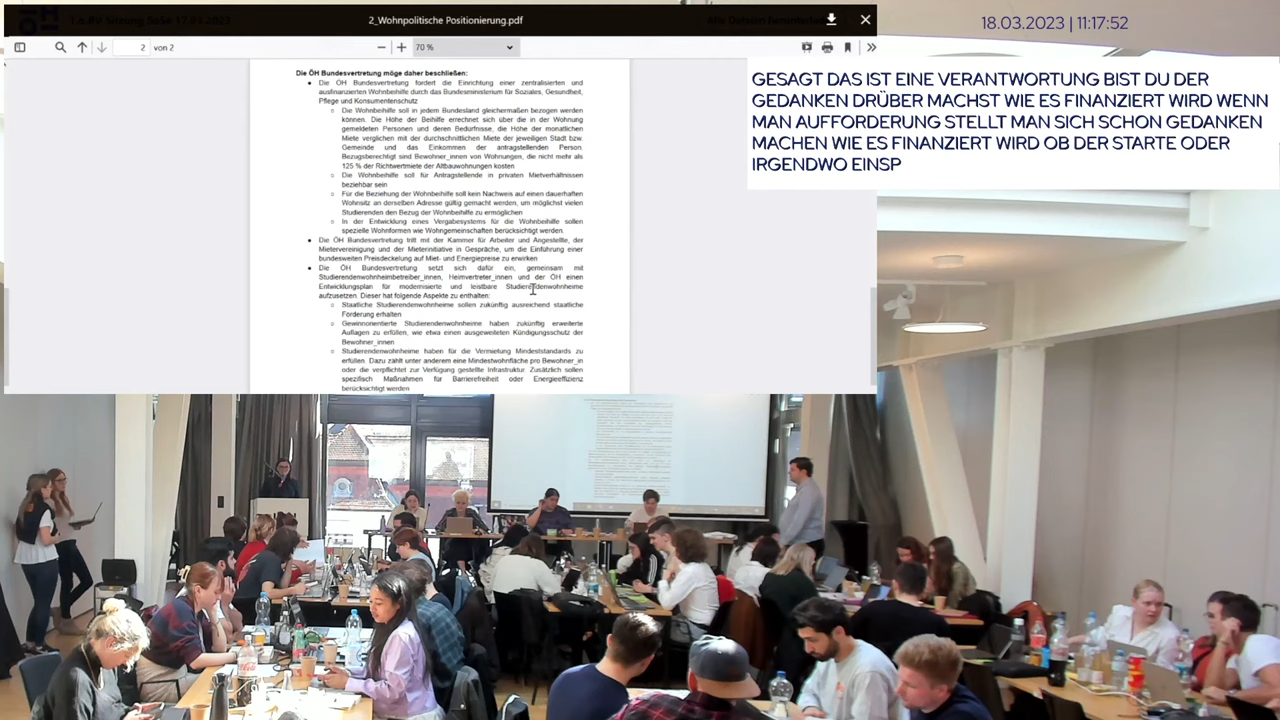 1.o.BV-Sitzung SoSe 17.03.2023
2_Wohnpolitische Positionierung.pdf
18.03.2023 | 11:17:52
2 von 2
70 %
GESAGT DAS IST EINE VERANTWORTUNG BIST DU DER
GEDANKEN DRÜBER MACHST WIE ES FINANZIERT WIRD WENN
MAN AUFFORDERUNG STELLT MAN SICH SCHON GEDANKEN
MACHEN WIE ES FINANZIERT WIRD OB DER STARTE ODER
IRGENDWO EINSP
Die ÖH Bundesvertretung möge daher beschließen:
• Die ÖH Bundesvertretung fordert die Einrichtung einer zentralisierten und
ausfinanzierten Wohnbeihilfe durch das Bundesministerium für Soziales, Gesundheit,
Pflege und Konsumentenschutz
○ Die Wohnbeihilfe soll in jedem Bundesland gleichermaßen bezogen werden
können. Die Höhe der Beihilfe errechnet sich über die in der Wohnung
gemeldeten Personen und deren Bedürfnisse, die Höhe der monatlichen
Miete verglichen mit der durchschnittlichen Miete der jeweiligen Stadt bzw.
Gemeinde und das Einkommen der antragstellenden Person.
Bezugsberechtigt sind Bewohner_innen von Wohnungen, die nicht mehr als
125 % der Richtwertmiete der Altbauwohnungen kosten
○ Die Wohnbeihilfe soll für Antragstellende in privaten Mietverhältnissen
beziehbar sein
○ Für die Beziehung der Wohnbeihilfe soll kein Nachweis auf einen dauerhaften
Wohnsitz an derselben Adresse gültig gemacht werden, um möglichst vielen
Studierenden den Bezug der Wohnbeihilfe zu ermöglichen
○ In der Entwicklung eines Vergabesystems für die Wohnbeihilfe sollen
spezielle Wohnformen wie Wohngemeinschaften berücksichtigt werden.
• Die ÖH Bundesvertretung tritt mit der Kammer für Arbeiter und Angestellte, der
Mietervereinigung und der Mieterinitiative in Gespräche, um die Einführung einer
bundesweiten Preisdeckelung auf Miet- und Energiepreise zu erwirken
• Die ÖH Bundesvertretung setzt sich dafür ein, gemeinsam mit
Studierendenwohnheimbetreiber_innen, Heimvertreter_innen und der ÖH einen
Entwicklungsplan für modernisierte und leistbare Studierendenwohnheime
aufzusetzen. Dieser hat folgende Aspekte zu enthalten:
○ Staatliche Studierendenwohnheime sollen zukünftig ausreichend staatliche
Förderung erhalten
○ Gewinnorientierte Studierendenwohnheime haben zukünftig erweiterte
Auflagen zu erfüllen, wie etwa einen ausgeweiteten Kündigungsschutz der
Bewohner_innen
○ Studierendenwohnheime haben für die Vermietung Mindeststandards zu
erfüllen. Dazu zählt unter anderem eine Mindestwohnfläche pro Bewohner_in
oder die verpflichtet zur Verfügung gestellte Infrastruktur. Zusätzlich sollen
spezifisch Maßnahmen für Barrierefreiheit oder Energieeffizienz
berücksichtigt werden